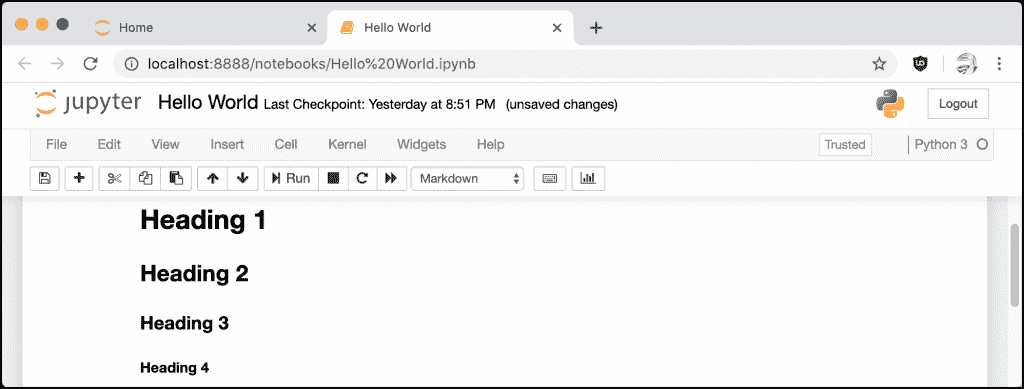 Home
Hello World
localhost:8888/notebooks/Hello%20World.ipynb
jupyter Hello World Last Checkpoint: Yesterday at 8:51 PM (unsaved changes)
Logout
File Edit View Insert Cell Kernel Widgets Help
Trusted
Python 3
Run
Markdown
Heading 1
Heading 2
Heading 3
Heading 4